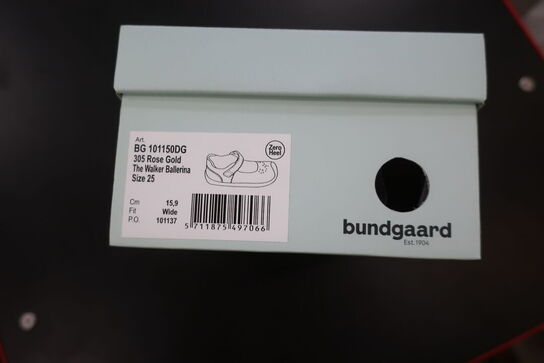 Art.
BG 101150DG
305 Rose Gold
The Walker Ballerina
Size 25
Zero
Heel
Cm 15,9
Fit Wide
P.O. 101137
5 711875 497066
bundgaard
Est.1904